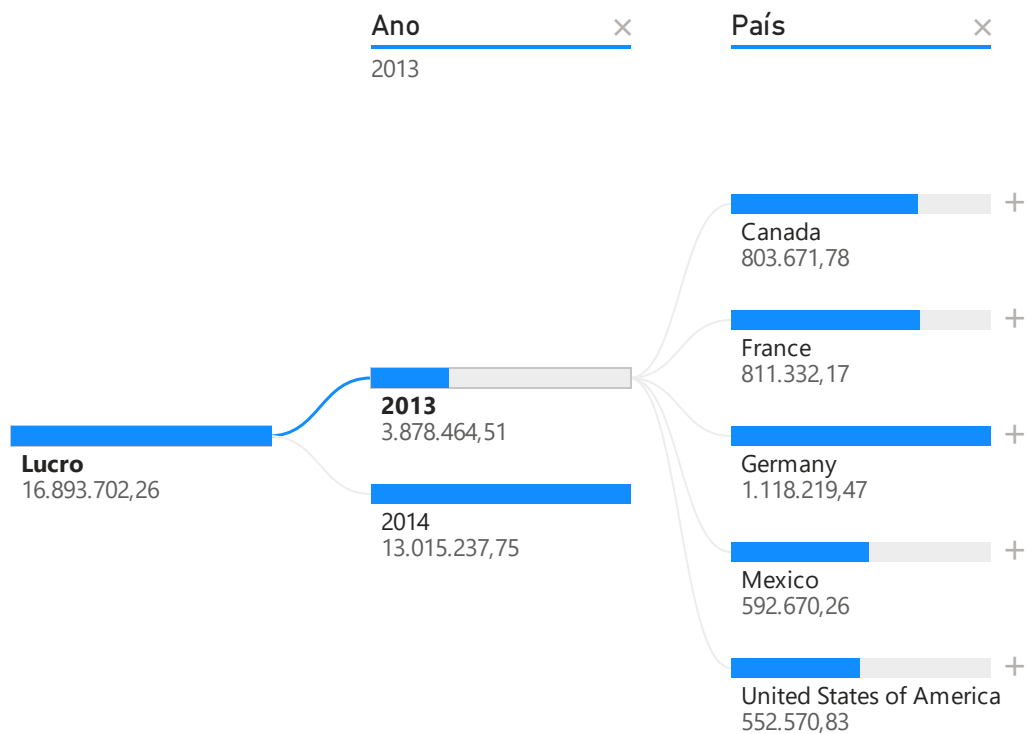 Ano
2013
País
Lucro
16.893.702,26
2013
3.878.464,51
2014
13.015.237,75
Canada
803.671,78
France
811.332,17
Germany
1.118.219,47
Mexico
592.670,26
United States of America
552.570,83